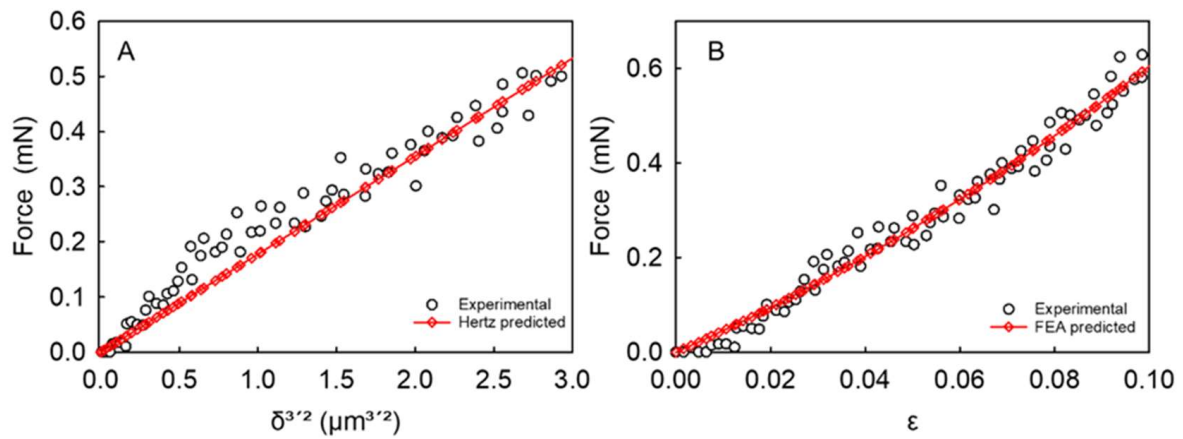 A
0.6
0.5
0.4
0.3
0.2
0.1
0.0
Force (mN)
Experimental
Hertz predicted
0.0 0.5 1.0 1.5 2.0 2.5 3.0
δ³′² (µm³′²)
B
0.6
0.4
0.2
0.0
Force (mN)
Experimental
FEA predicted
0.00 0.02 0.04 0.06 0.08 0.10
ε